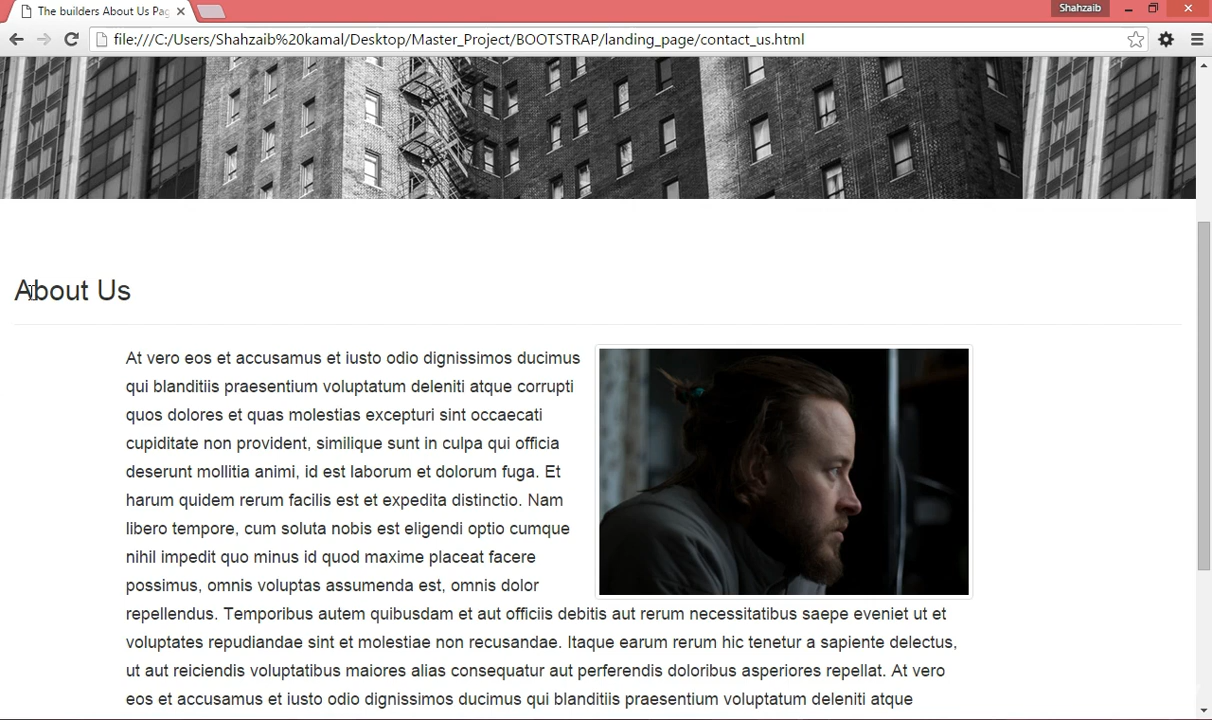 The builders About Us Pag
Shahzaib
file:///C:/Users/Shahzaib%20kamal/Desktop/Master_Project/BOOTSTRAP/landing_page/contact_us.html
About Us
At vero eos et accusamus et iusto odio dignissimos ducimus
qui blanditiis praesentium voluptatum deleniti atque corrupti
quos dolores et quas molestias excepturi sint occaecati
cupiditate non provident, similique sunt in culpa qui officia
deserunt mollitia animi, id est laborum et dolorum fuga. Et
harum quidem rerum facilis est et expedita distinctio. Nam
libero tempore, cum soluta nobis est eligendi optio cumque
nihil impedit quo minus id quod maxime placeat facere
possimus, omnis voluptas assumenda est, omnis dolor
repellendus. Temporibus autem quibusdam et aut officiis debitis aut rerum necessitatibus saepe eveniet ut et
voluptates repudiandae sint et molestiae non recusandae. Itaque earum rerum hic tenetur a sapiente delectus,
ut aut reiciendis voluptatibus maiores alias consequatur aut perferendis doloribus asperiores repellat. At vero
eos et accusamus et iusto odio dignissimos ducimus qui blanditiis praesentium voluptatum deleniti atque